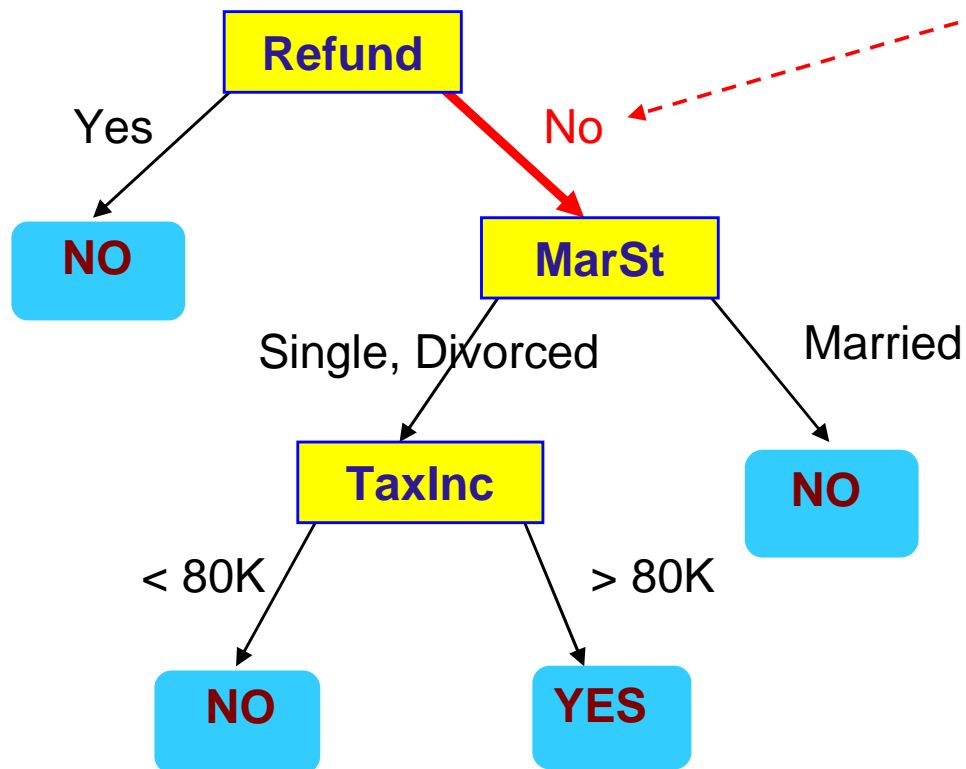 Refund
Yes
No
NO
MarSt
Single, Divorced
Married
TaxInc
NO
< 80K
> 80K
NO
YES